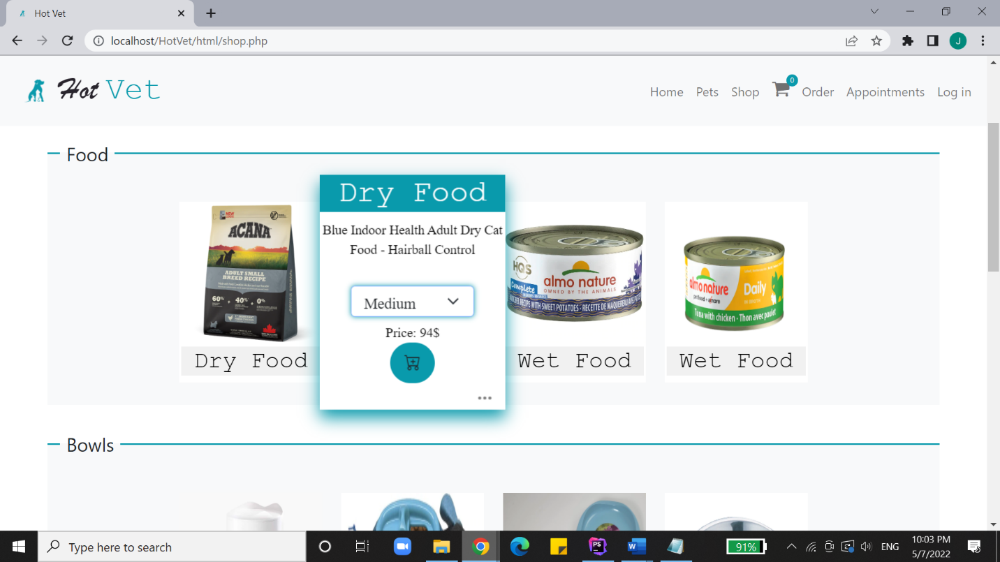 Hot Vet
localhost/HotVet/html/shop.php
J
Hot Vet
Home Pets Shop 0 Order Appointments Log in
Food
ACANA
ADULT SMALL
BREED RECIPE
60% + 40% + 0%
Dry Food
Dry Food
Blue Indoor Health Adult Dry Cat
Food - Hairball Control
Medium
Price: 94$
HQS
Complete
almo nature
OWNED BY THE ANIMALS
RECIPE WITH SWEET POTATOES - RECETTE DE MAQUEREAU AVEC
Wet Food
almo nature
Daily
Tuna with chicken · Thon avec poulet
Wet Food
Bowls
Type here to search
PS
W
91%
ENG
10:03 PM
5/7/2022